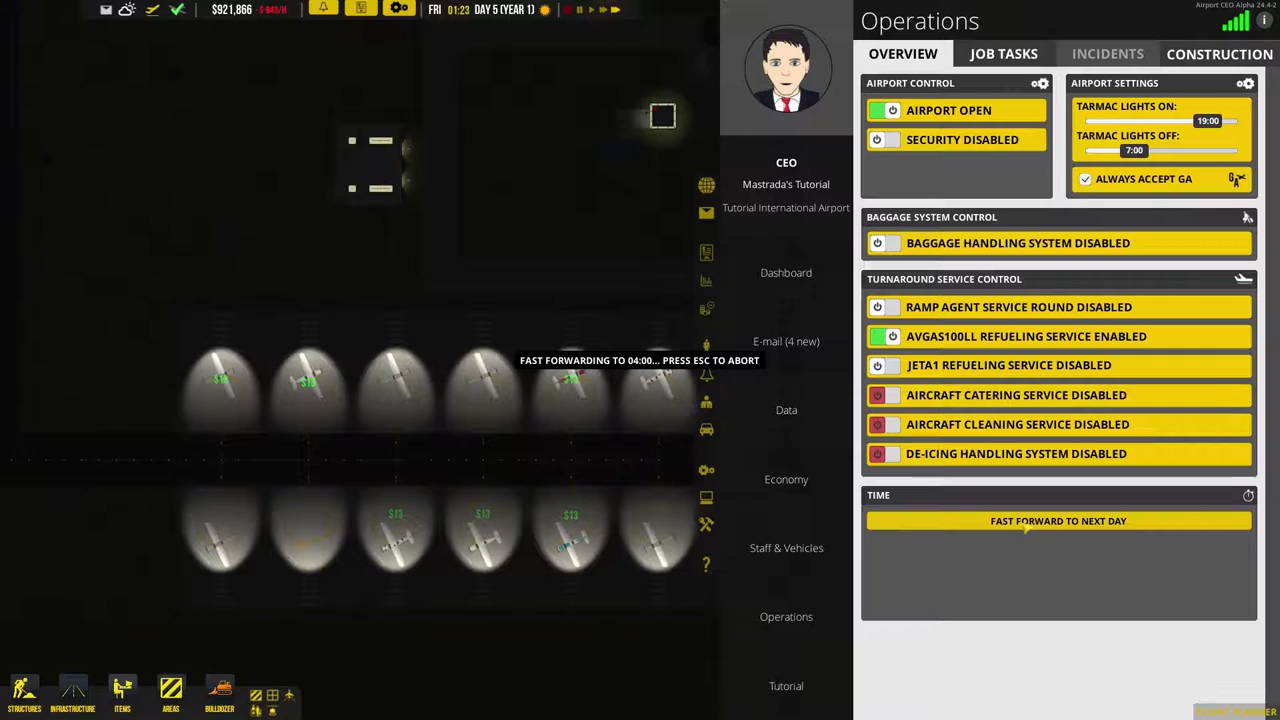 $921,866
-$-643/H
FRI 01:23 DAY 5 (YEAR 1)
Airport CEO Alpha 24.4-2
Operations
OVERVIEW
JOB TASKS
INCIDENTS
CONSTRUCTION
AIRPORT CONTROL
AIRPORT OPEN
SECURITY DISABLED
AIRPORT SETTINGS
TARMAC LIGHTS ON:
19:00
TARMAC LIGHTS OFF:
7:00
ALWAYS ACCEPT GA
BAGGAGE SYSTEM CONTROL
BAGGAGE HANDLING SYSTEM DISABLED
TURNAROUND SERVICE CONTROL
RAMP AGENT SERVICE ROUND DISABLED
AVGAS100LL REFUELING SERVICE ENABLED
JETA1 REFUELING SERVICE DISABLED
AIRCRAFT CATERING SERVICE DISABLED
AIRCRAFT CLEANING SERVICE DISABLED
DE-ICING HANDLING SYSTEM DISABLED
TIME
FAST FORWARD TO NEXT DAY
CEO
Mastrada's Tutorial
Tutorial International Airport
Dashboard
E-mail (4 new)
Data
Economy
Staff & Vehicles
Operations
Tutorial
FAST FORWARDING TO 04:00... PRESS ESC TO ABORT
$13
$13
$13
STRUCTURES
INFRASTRUCTURE
ITEMS
AREAS
BULLDOZER
FLIGHT PLANNER